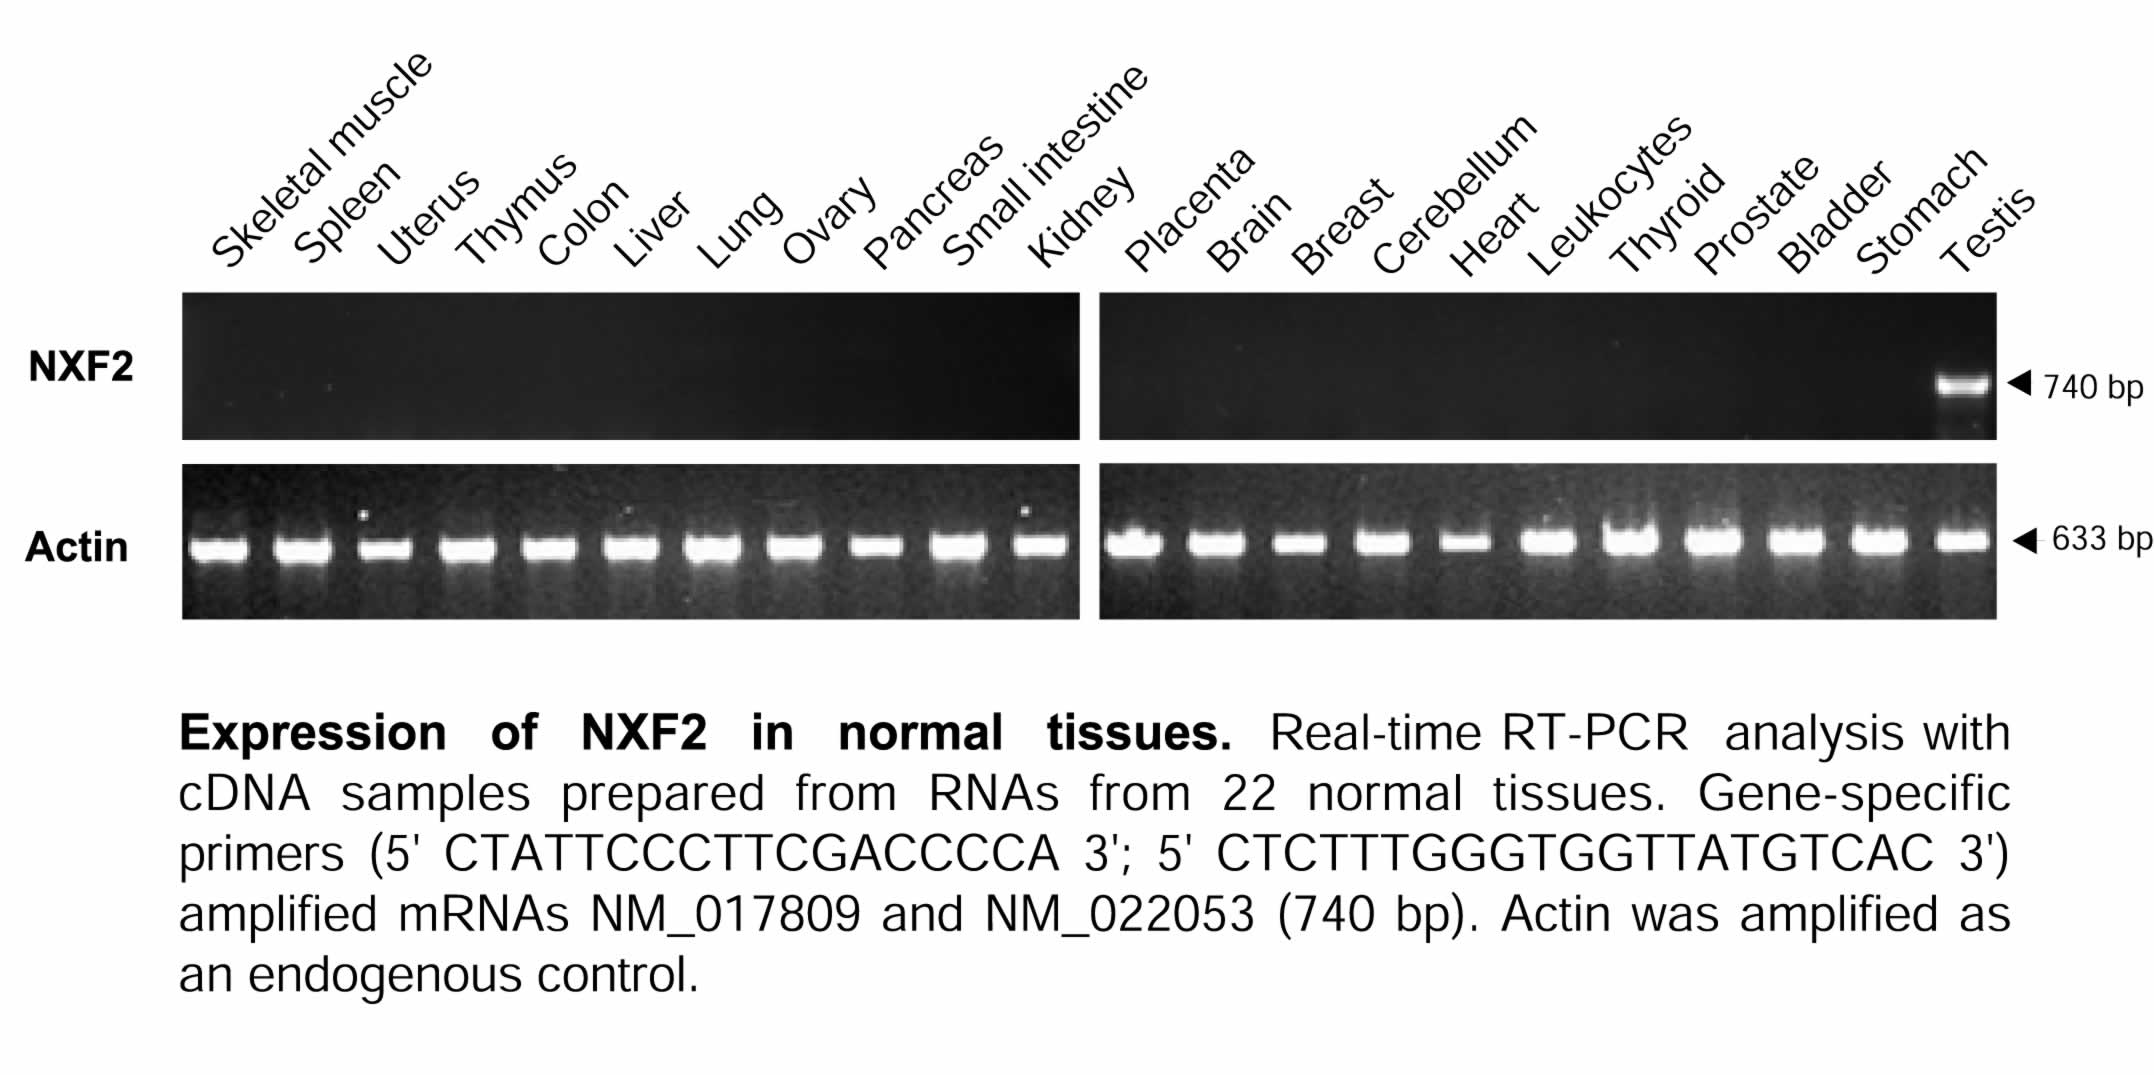 Skeletal muscle
Spleen
Uterus
Thymus
Colon
Liver
Lung
Ovary
Pancreas
Small intestine
Kidney
Placenta
Brain
Breast
Cerebellum
Heart
Leukocytes
Thyroid
Prostate
Bladder
Stomach
Testis
NXF2
740 bp
Actin
633 bp
Expression of NXF2 in normal tissues. Real-time RT-PCR analysis with
cDNA samples prepared from RNAs from 22 normal tissues. Gene-specific
primers (5' CTATTCCCTTCGACCCCA 3'; 5' CTCTTTGGGTGGTTATGTCAC 3')
amplified mRNAs NM_017809 and NM_022053 (740 bp). Actin was amplified as
an endogenous control.